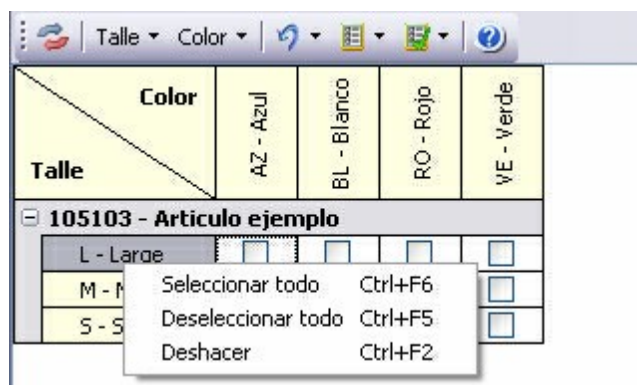 Talle Color
Color
Talle
AZ - Azul
BL - Blanco
RO - Rojo
VE - Verde
105103 - Articulo ejemplo
L - Large
M -
Seleccionar todo Ctrl+F6
S - S
Deseleccionar todo Ctrl+F5
Deshacer Ctrl+F2